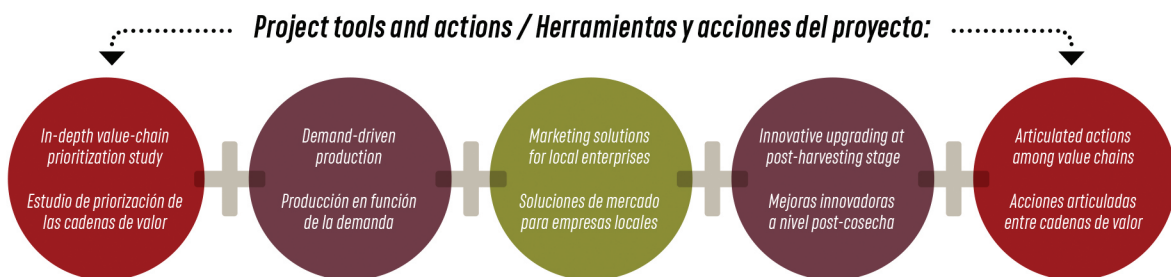 Project tools and actions / Herramientas y acciones del proyecto:
In-depth value-chain
prioritization study
Estudio de priorización de
las cadenas de valor
Demand-driven
production
Producción en función
de la demanda
Marketing solutions
for local enterprises
Soluciones de mercado
para empresas locales
Innovative upgrading at
post-harvesting stage
Mejoras innovadoras
a nivel post-cosecha
Articulated actions
among value chains
Acciones articuladas
entre cadenas de valor